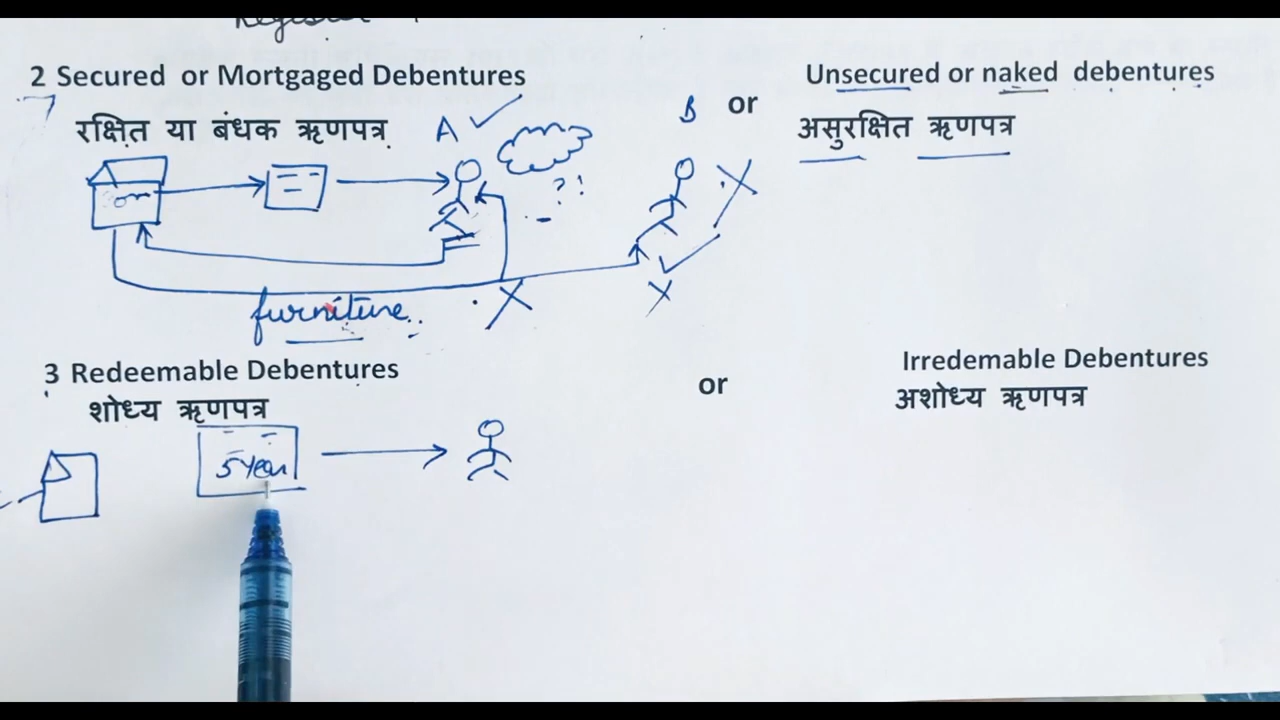 Register
2 Secured or Mortgaged Debentures
or
Unsecured or naked debentures
रक्षित या बंधक ऋणपत्र
असुरक्षित ऋणपत्र
A
B
?!
furniture
3 Redeemable Debentures
or
Irredemable Debentures
शोध्य ऋणपत्र
अशोध्य ऋणपत्र
5 Year